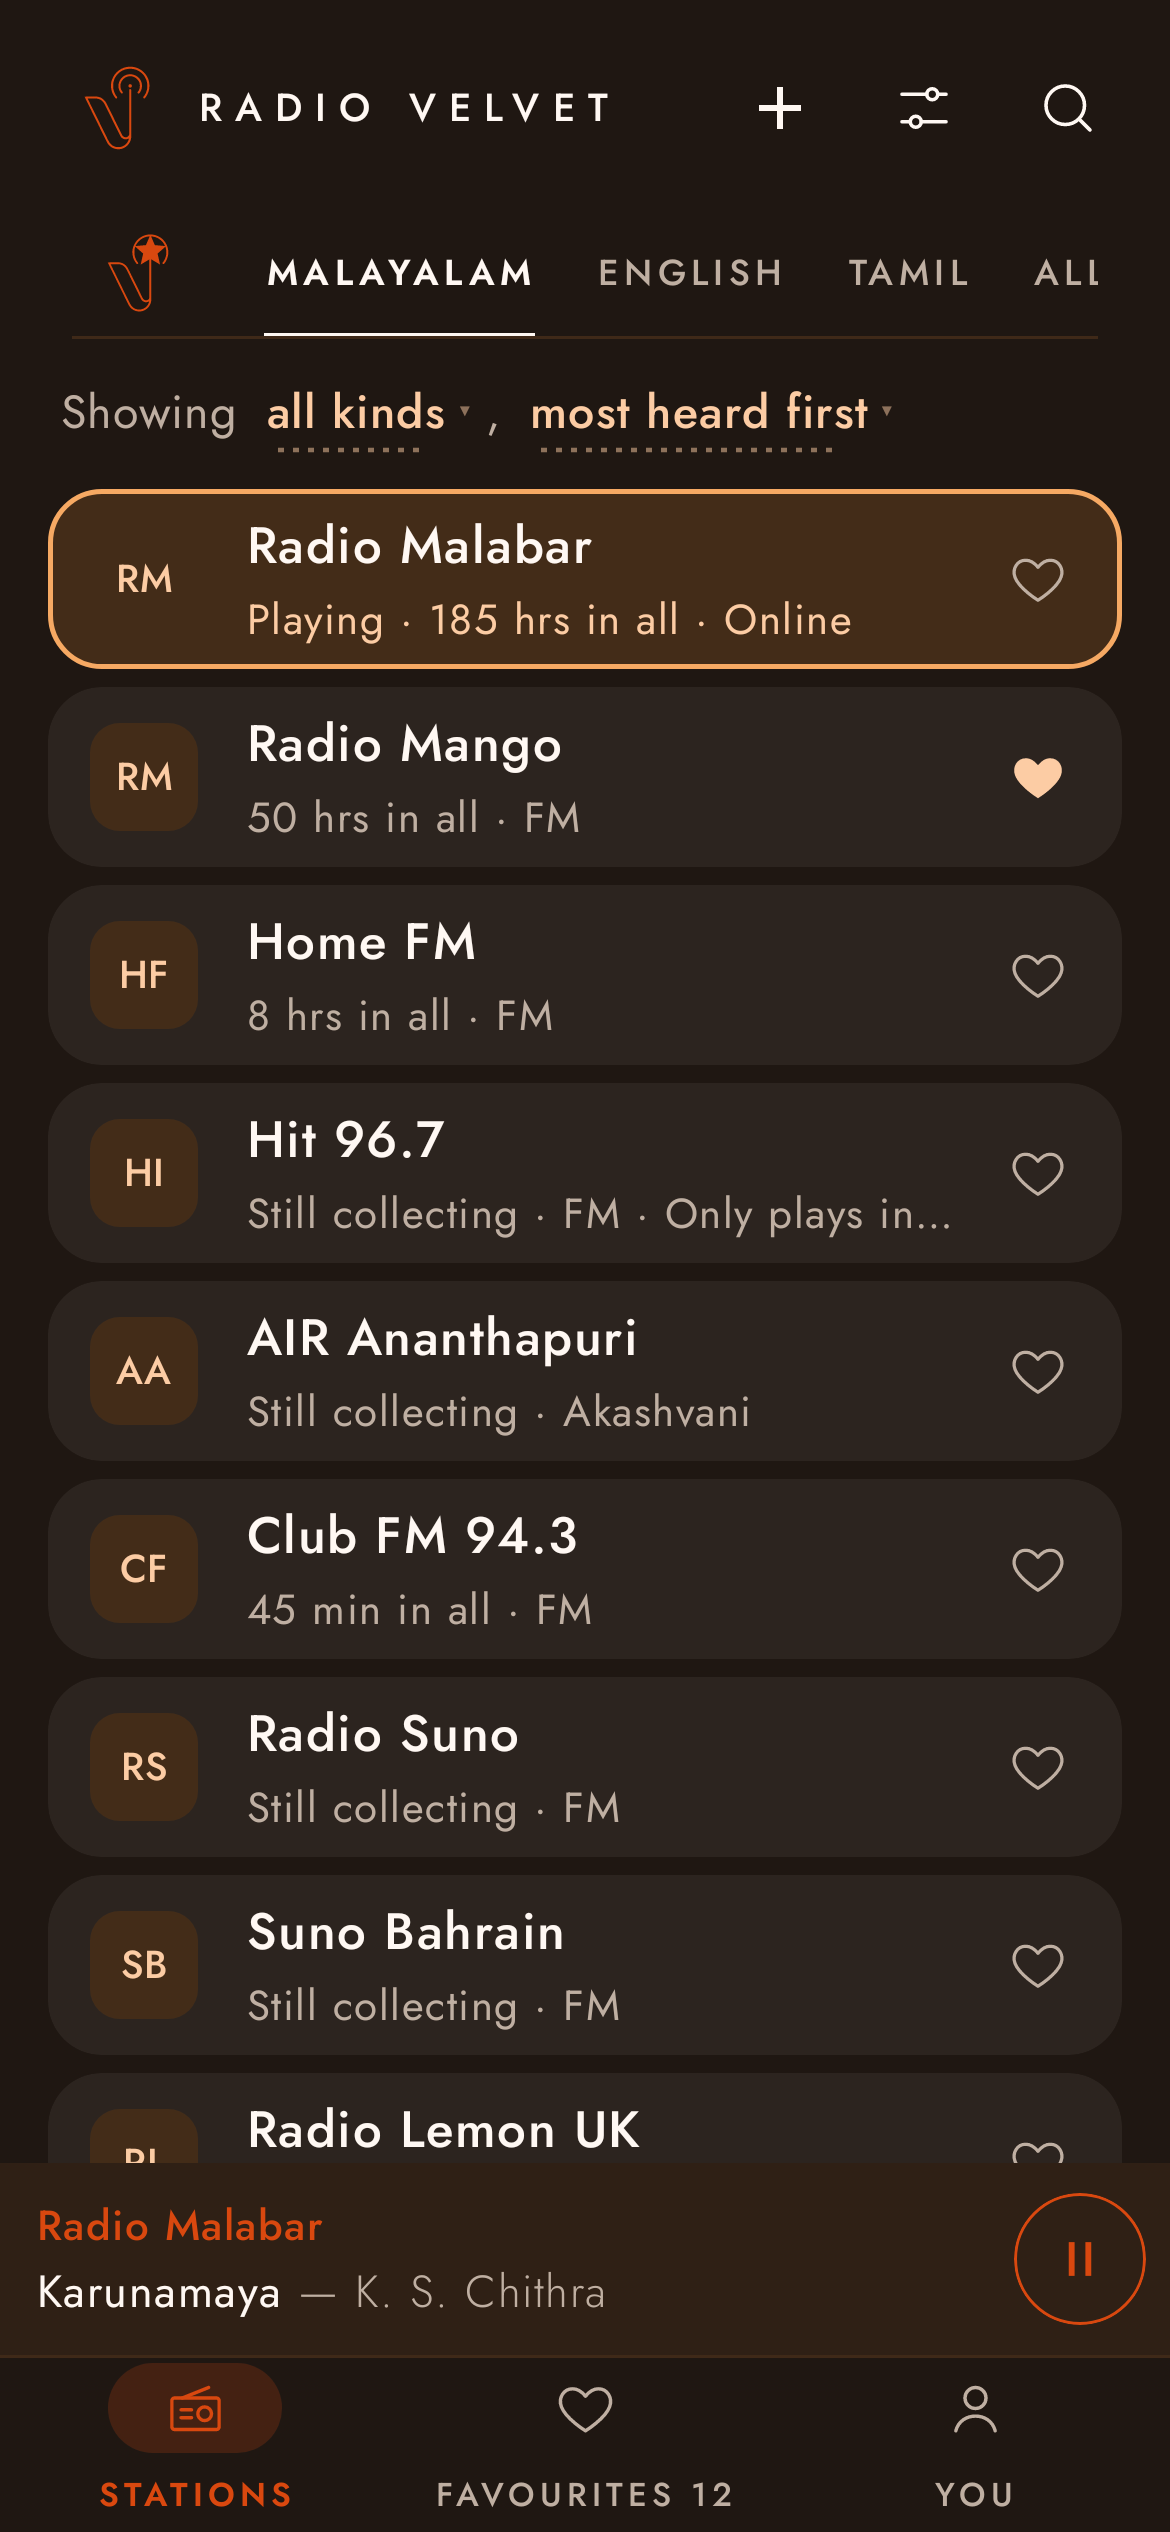 RADIO VELVET
MALAYALAM ENGLISH TAMIL ALL
Showing all kinds ▾ , most heard first ▾
RM
Radio Malabar
Playing · 185 hrs in all · Online
RM
Radio Mango
50 hrs in all · FM
HF
Home FM
8 hrs in all · FM
HI
Hit 96.7
Still collecting · FM · Only plays in...
AA
AIR Ananthapuri
Still collecting · Akashvani
CF
Club FM 94.3
45 min in all · FM
RS
Radio Suno
Still collecting · FM
SB
Suno Bahrain
Still collecting · FM
Radio Lemon UK
Radio Malabar
Karunamaya — K. S. Chithra
STATIONS FAVOURITES 12 YOU